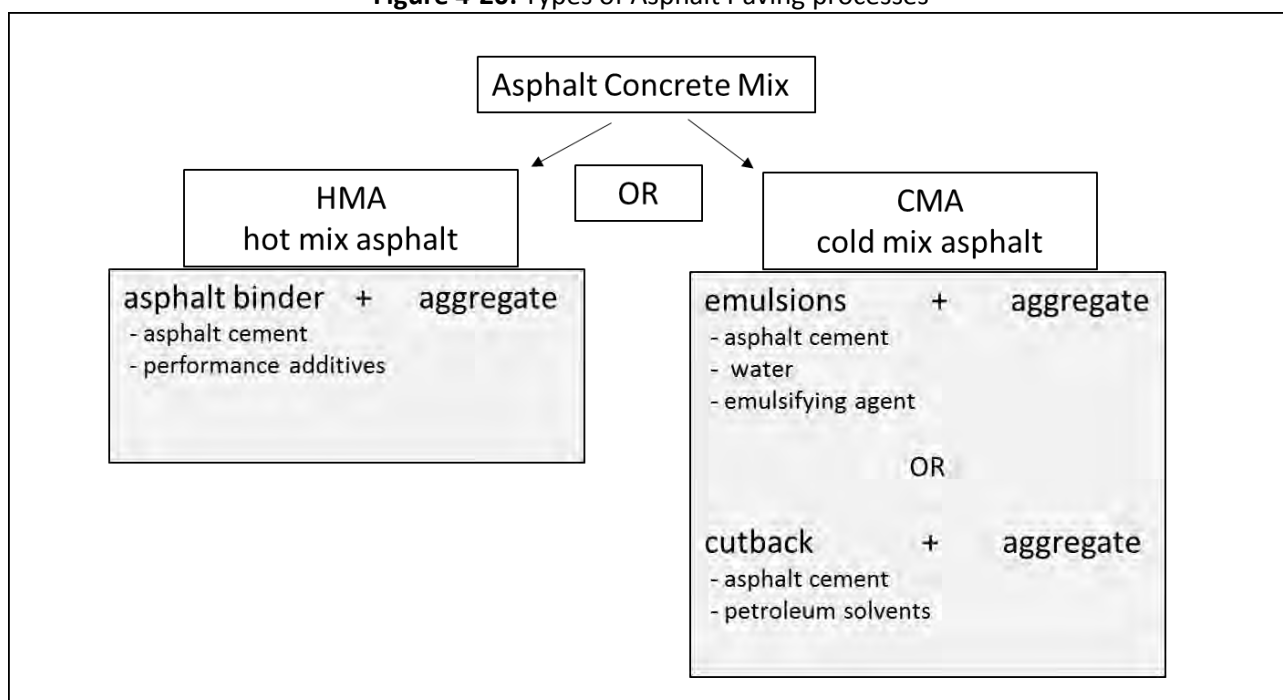 Figure 4-20. Types of Asphalt Paving processes
Asphalt Concrete Mix
HMA
hot mix asphalt
OR
CMA
cold mix asphalt
asphalt binder + aggregate
- asphalt cement
- performance additives
emulsions + aggregate
- asphalt cement
- water
- emulsifying agent
OR
cutback + aggregate
- asphalt cement
- petroleum solvents